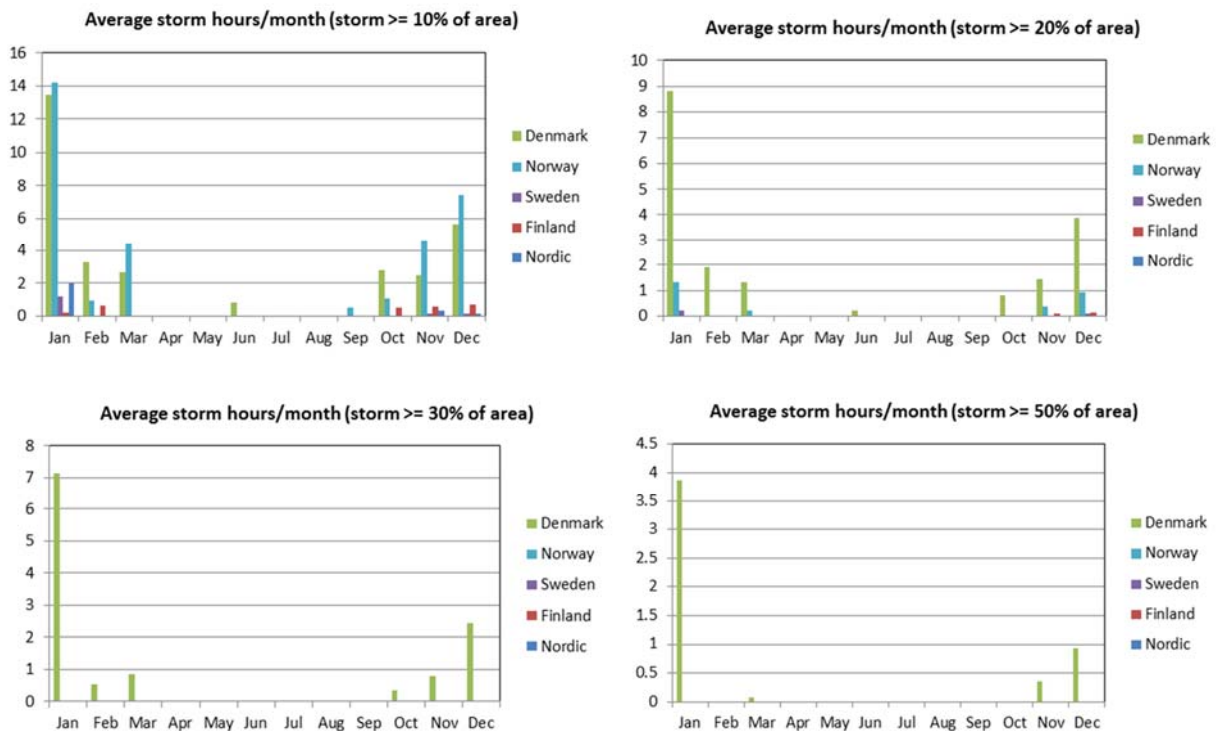 Average storm hours/month (storm >= 10% of area)
16
14
12
10
8
6
4
2
0
Jan Feb Mar Apr May Jun Jul Aug Sep Oct Nov Dec
Denmark
Norway
Sweden
Finland
Nordic
Average storm hours/month (storm >= 20% of area)
10
9
8
7
6
5
4
3
2
1
0
Jan Feb Mar Apr May Jun Jul Aug Sep Oct Nov Dec
Denmark
Norway
Sweden
Finland
Nordic
Average storm hours/month (storm >= 30% of area)
8
7
6
5
4
3
2
1
0
Jan Feb Mar Apr May Jun Jul Aug Sep Oct Nov Dec
Denmark
Norway
Sweden
Finland
Nordic
Average storm hours/month (storm >= 50% of area)
4.5
4
3.5
3
2.5
2
1.5
1
0.5
0
Jan Feb Mar Apr May Jun Jul Aug Sep Oct Nov Dec
Denmark
Norway
Sweden
Finland
Nordic